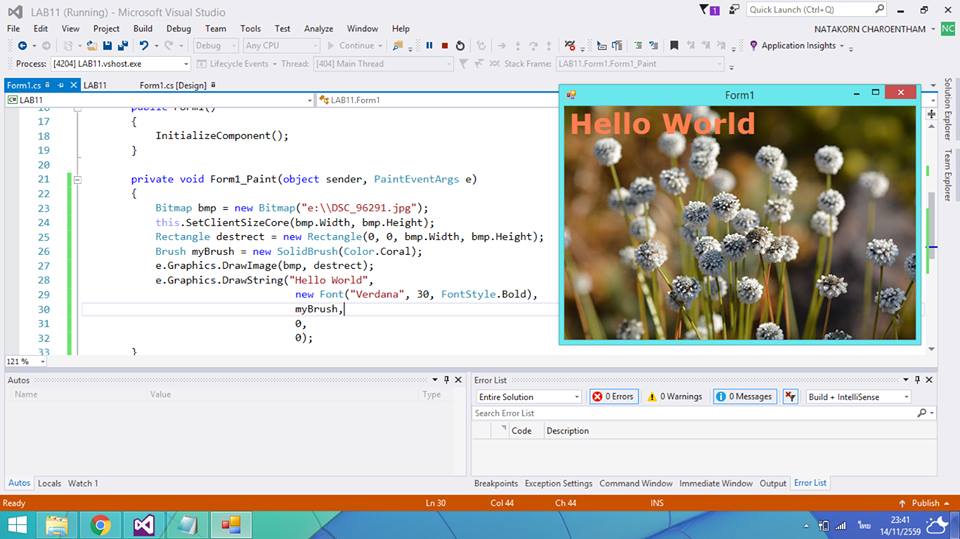 LAB11 (Running) - Microsoft Visual Studio
1
Quick Launch (Ctrl+Q)
File Edit View Project Build Debug Team Tools Test Analyze Window Help
NATAKORN CHAROENTHAM NC
Debug Any CPU Continue Application Insights
Process: [4204] LAB11.vshost.exe Lifecycle Events Thread: [404] Main Thread Stack Frame: LAB11.Form1.Form1_Paint
Form1.cs LAB11 Form1.cs [Design]
LAB11 LAB11.Form1
Form1
Hello World
Solution Explorer
Team Explorer
16 public Form1()
17 {
18 InitializeComponent();
19 }
20
21 private void Form1_Paint(object sender, PaintEventArgs e)
22 {
23 Bitmap bmp = new Bitmap("e:\\DSC_96291.jpg");
24 this.SetClientSizeCore(bmp.Width, bmp.Height);
25 Rectangle destrect = new Rectangle(0, 0, bmp.Width, bmp.Height);
26 Brush myBrush = new SolidBrush(Color.Coral);
27 e.Graphics.DrawImage(bmp, destrect);
28 e.Graphics.DrawString("Hello World",
29 new Font("Verdana", 30, FontStyle.Bold),
30 myBrush,
31 0,
32 0);
33 }
121 %
Autos
Name Value Type
Error List
Entire Solution 0 Errors 0 Warnings 0 Messages Build + IntelliSense
Search Error List
Code Description
Autos Locals Watch 1
Breakpoints Exception Settings Command Window Immediate Window Output Error List
Ready Ln 30 Col 44 Ch 44 INS Publish
ไทย
23:41
14/11/2559